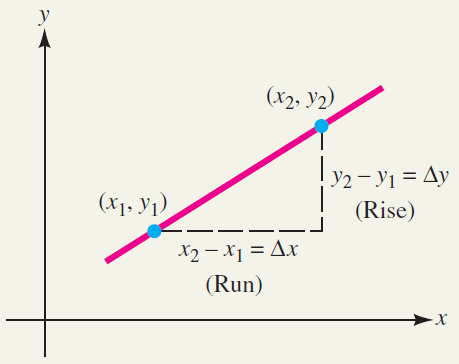 y
(x₂, y₂)
y₂ − y₁ = Δy
(Rise)
(x₁, y₁)
x₂ − x₁ = Δx
(Run)
x